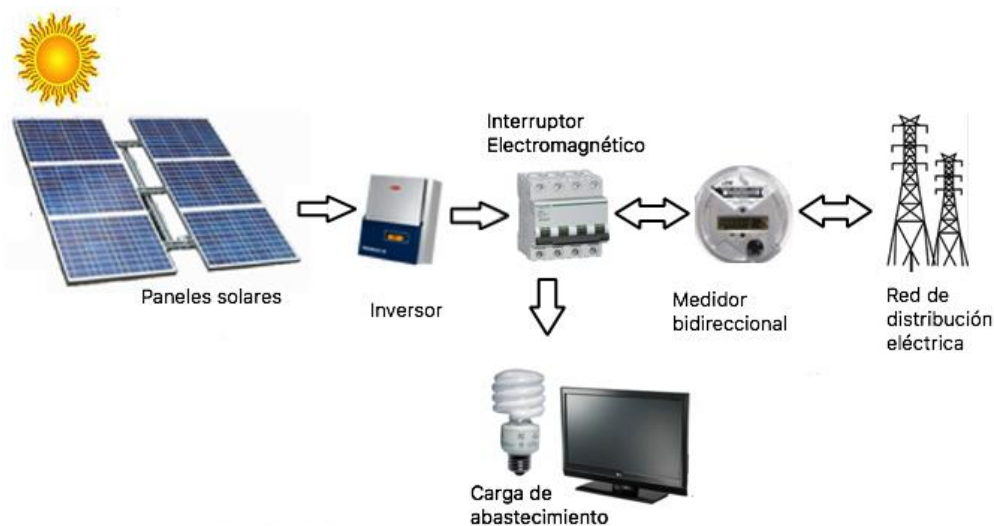 Interruptor
Electromagnético
Paneles solares
Inversor
Medidor
bidireccional
Red de
distribución
eléctrica
Carga de
abastecimiento